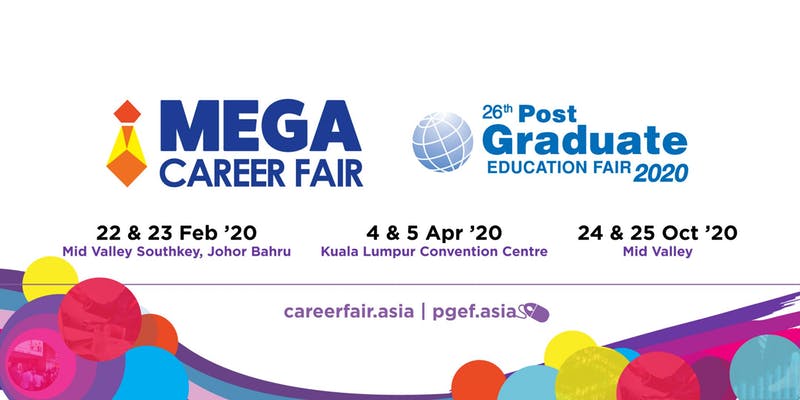 MEGA
CAREER FAIR
26th Post
Graduate
EDUCATION FAIR 2020
22 & 23 Feb ’20
Mid Valley Southkey, Johor Bahru
4 & 5 Apr ’20
Kuala Lumpur Convention Centre
24 & 25 Oct ’20
Mid Valley
careerfair.asia | pgef.asia